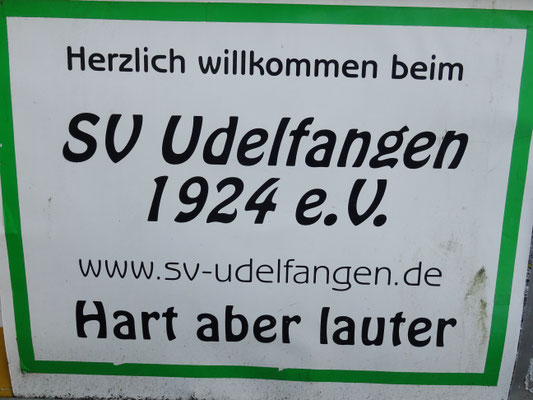 Herzlich willkommen beim
SV Udelfangen
1924 e.V.
www.sv-udelfangen.de
Hart aber lauter